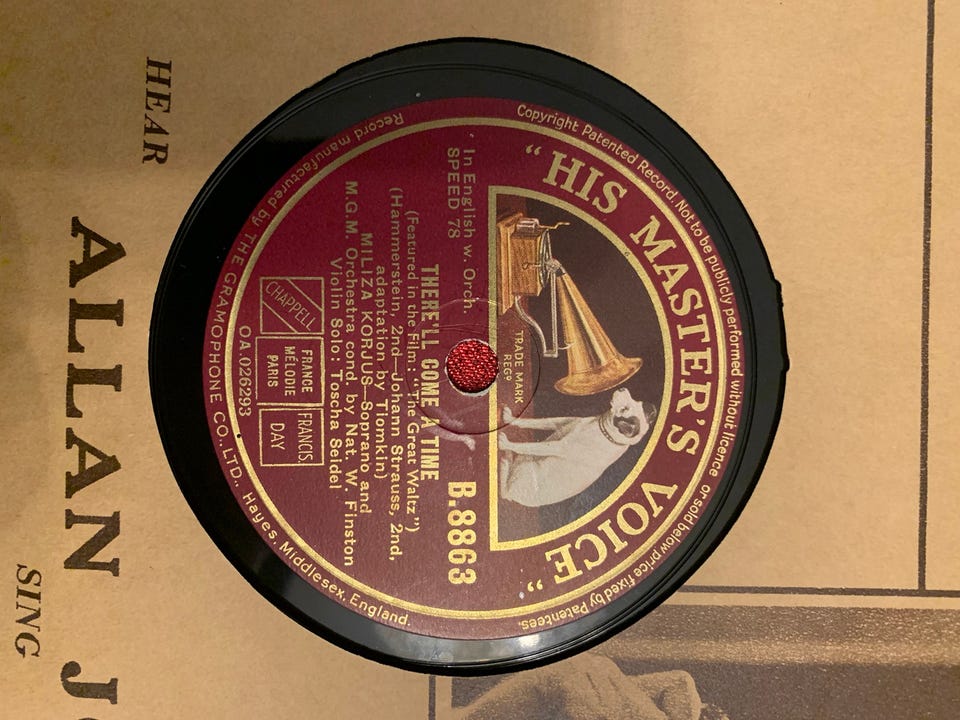 Copyright Patented Record. Not to be publicly performed without licence or sold below price fixed by Patentees.
"HIS MASTER'S VOICE"
TRADE MARK
REGD
In English w. Orch.
SPEED 78
B.8863
THERE'LL COME A TIME
(Featured in the Film: "The Great Waltz")
(Hammerstein, 2nd—Johann Strauss, 2nd,
adaptation by Tiomkin)
MILIZA KORJUS—Soprano and
M.G.M. Orchestra cond. by Nat. W. Finston
Violin Solo: Toscha Seidel
CHAPPELL
FRANCE
MÉLODIE
PARIS
FRANCIS
DAY
OA.026293
Record manufactured by THE GRAMOPHONE CO., LTD., Hayes, Middlesex, England.
HEAR
ALLAN
SING